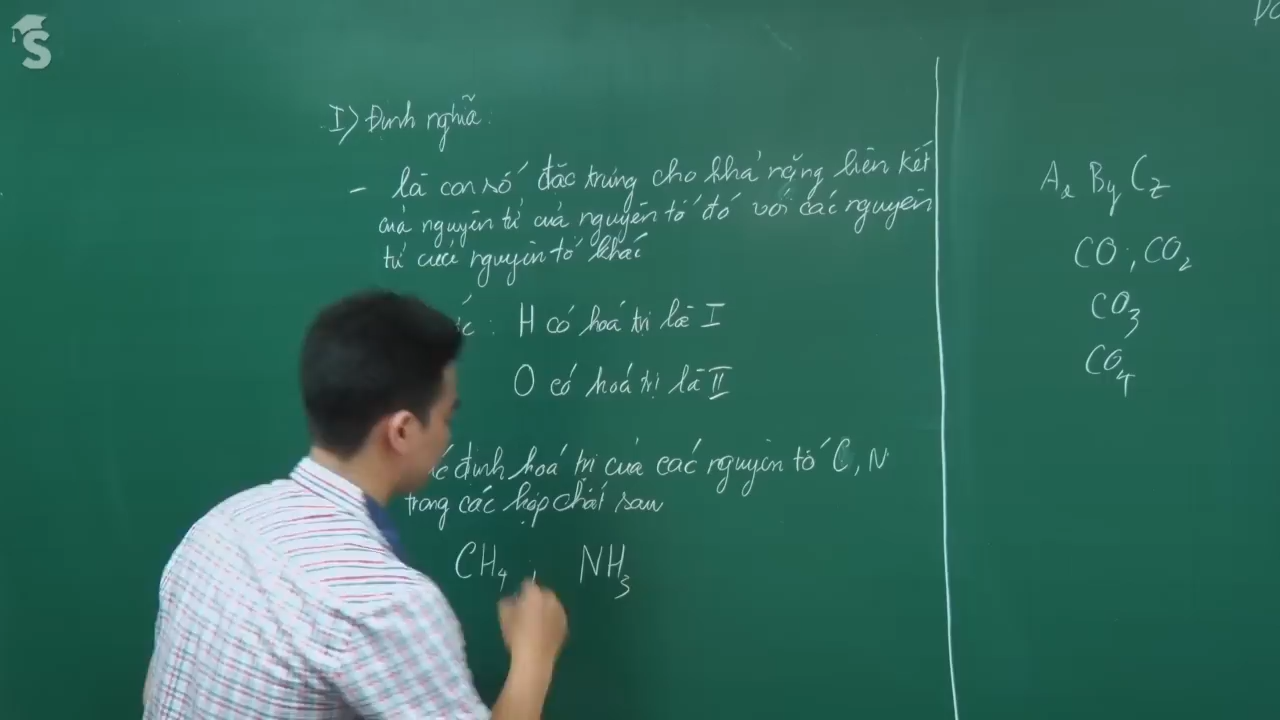 S
I) Định nghĩa:
- là con số đặc trưng cho khả năng liên kết
của nguyên tử của nguyên tố đó với các nguyên
tử của nguyên tố khác
: H có hoá trị là I
O có hoá trị là II
định hoá trị của các nguyên tố C, N
trong các hợp chất sau
CH₄ ; NH₃
By Cz
CO ; CO₂
CO₃
CO₄